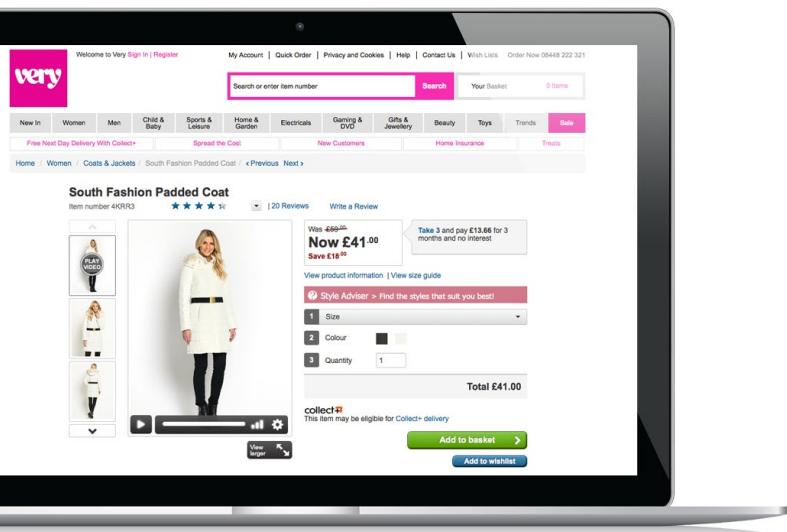 Welcome to Very Sign In | Register
My Account | Quick Order | Privacy and Cookies | Help | Contact Us | Wish Lists Order Now 08448 222 321
very
Search or enter item number
Search
Your Basket
0 Items
New In
Women
Men
Child & Baby
Sports & Leisure
Home & Garden
Electricals
Gaming & DVD
Gifts & Jewellery
Beauty
Toys
Trends
Sale
Free Next Day Delivery With Collect+
Spread the Cost
New Customers
Home Insurance
Treats
Home / Women / Coats & Jackets / South Fashion Padded Coat / « Previous Next »
South Fashion Padded Coat
Item number 4KRR3
| 20 Reviews
Write a Review
PLAY
VIDEO
Was £59.00
Now £41.00
Save £18.00
Take 3 and pay £13.66 for 3
months and no interest
View product information | View size guide
? Style Adviser > Find the styles that suit you best!
1 Size
2 Colour
3 Quantity 1
Total £41.00
collect+
This item may be eligible for Collect+ delivery
View
larger
Add to basket
Add to wishlist